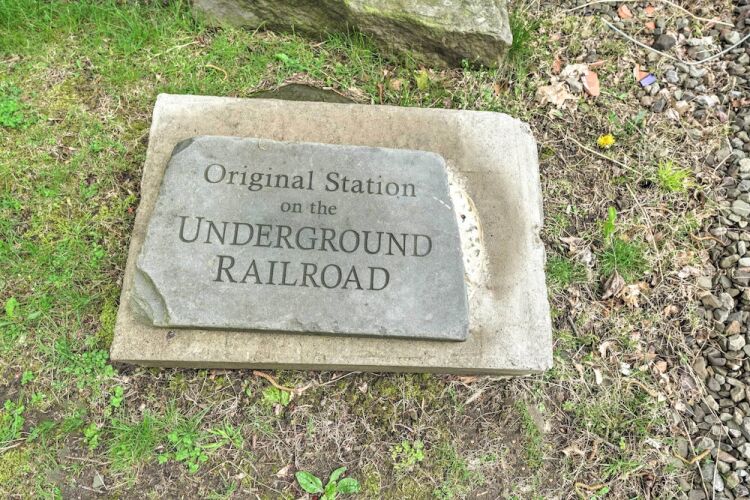 Original Station
on the
UNDERGROUND
RAILROAD